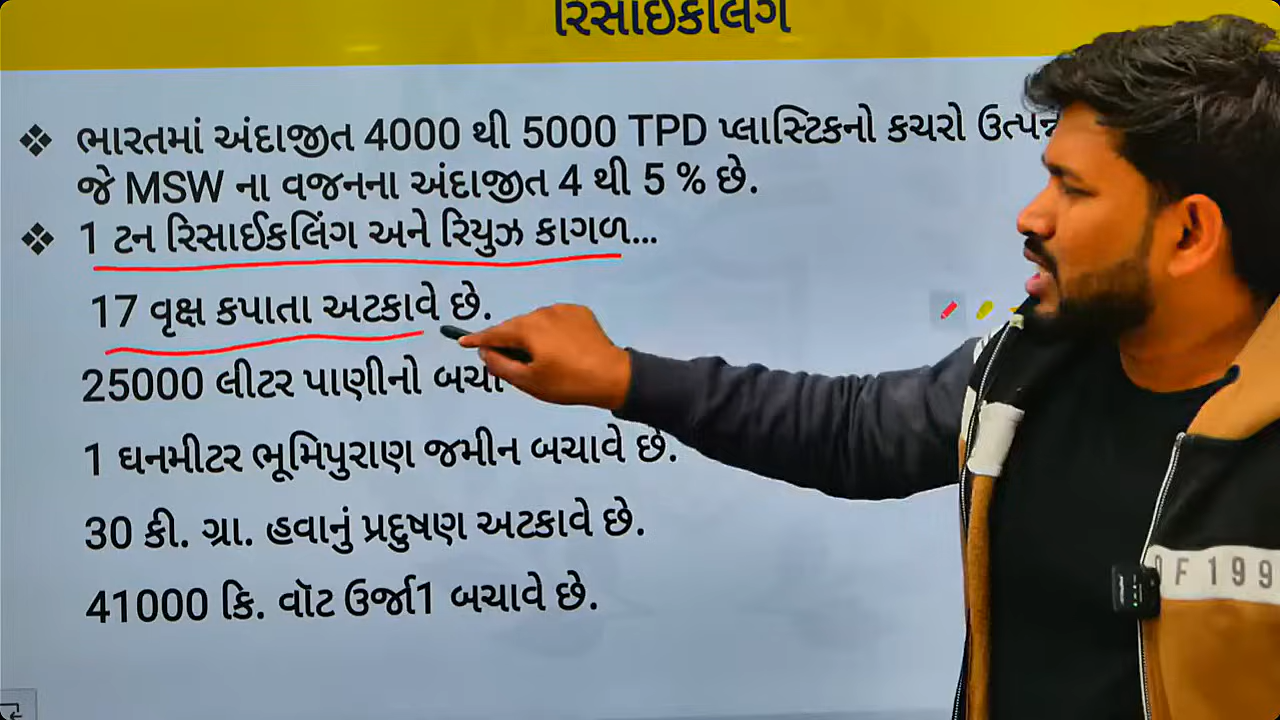 રિસાઇકલિંગ
❖ ભારતમાં અંદાજીત 4000 થી 5000 TPD પ્લાસ્ટિકનો કચરો
જે MSW ના વજનના અંદાજીત 4 થી 5 % છે.
❖ 1 ટન રિસાઈકલિંગ અને રિયુઝ કાગળ...
17 વૃક્ષ કપાતા અટકાવે છે.
25000 લીટર પાણીનો
1 ઘનમીટર ભૂમિપુરાણ જમીન બચાવે છે.
30 કી. ગ્રા. હવાનું પ્રદુષણ અટકાવે છે.
41000 કિ. વૉટ ઉર્જા1 બચાવે છે.
OF 199